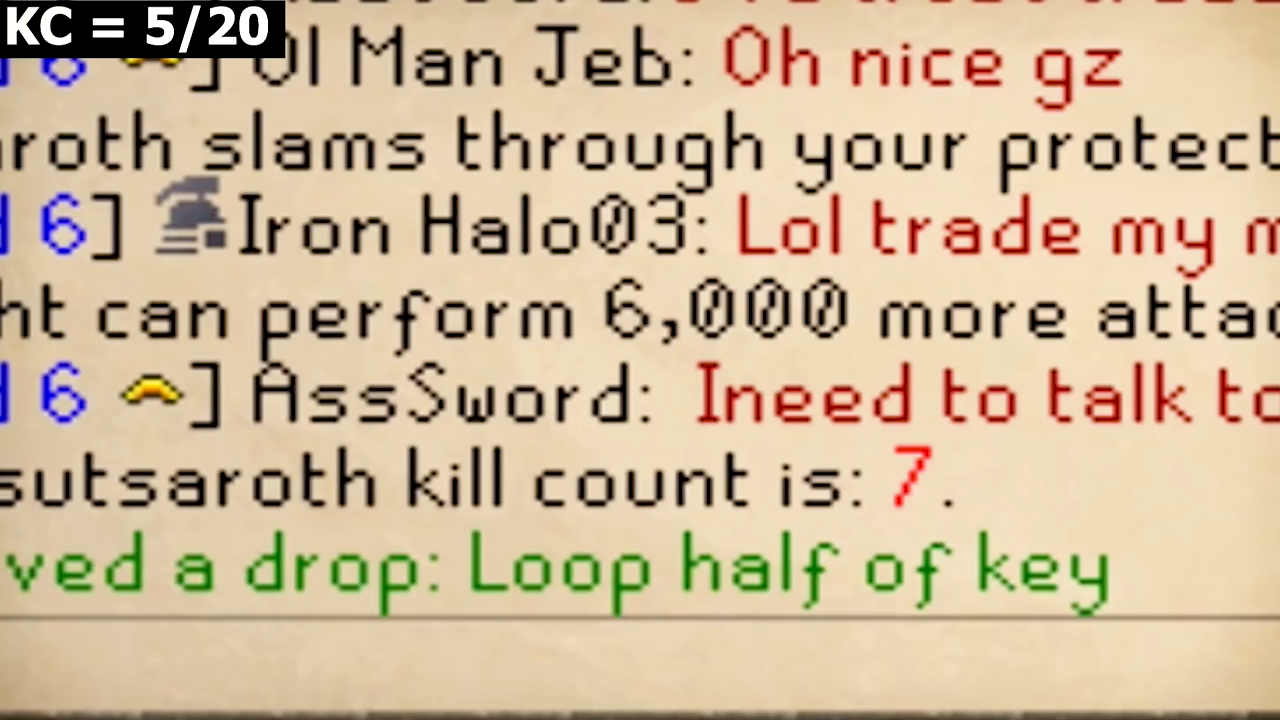 KC = 5/20
6 ] Ol Man Jeb: Oh nice gz
roth slams through your protect
6] Iron Halo03: Lol trade my m
ht can perform 6,000 more attac
6 ] AssSword: Ineed to talk to
sutsaroth kill count is: 7.
ved a drop: Loop half of key